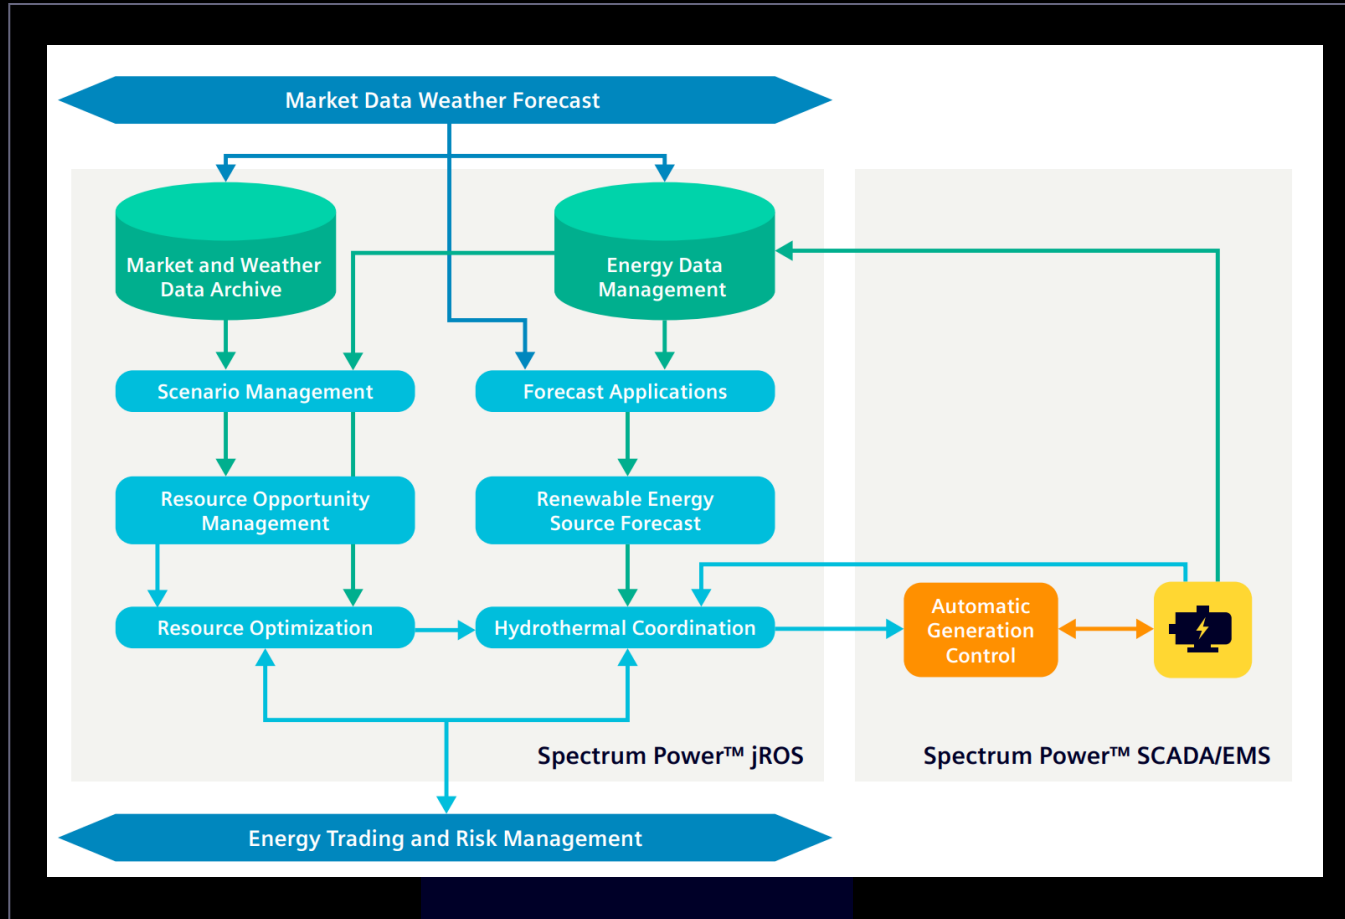 Market Data Weather Forecast
Market and Weather
Data Archive
Energy Data
Management
Scenario Management
Forecast Applications
Resource Opportunity
Management
Renewable Energy
Source Forecast
Resource Optimization
Hydrothermal Coordination
Automatic
Generation
Control
Spectrum Power™ jROS
Spectrum Power™ SCADA/EMS
Energy Trading and Risk Management